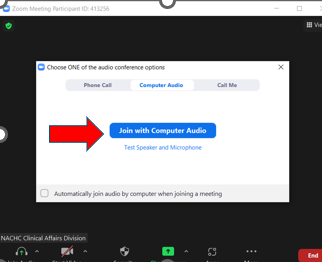 Zoom Meeting Participant ID: 413256
Vie
Choose ONE of the audio conference options
Phone Call
Computer Audio
Call Me
Join with Computer Audio
Test Speaker and Microphone
Automatically join audio by computer when joining a meeting
NACHC Clinical Affairs Division
End